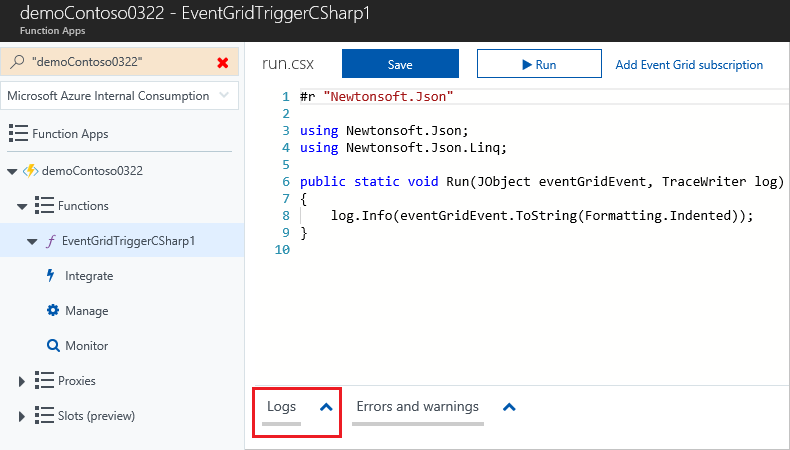 demoContoso0322 - EventGridTriggerCSharp1
Function Apps
"demoContoso0322"
Microsoft Azure Internal Consumption
Function Apps
demoContoso0322
Functions
EventGridTriggerCSharp1
Integrate
Manage
Monitor
Proxies
Slots (preview)
run.csx Save Run Add Event Grid subscription
1 #r "Newtonsoft.Json"
2
3 using Newtonsoft.Json;
4 using Newtonsoft.Json.Linq;
5
6 public static void Run(JObject eventGridEvent, TraceWriter log)
7 {
8 log.Info(eventGridEvent.ToString(Formatting.Indented));
9 }
10
Logs Errors and warnings